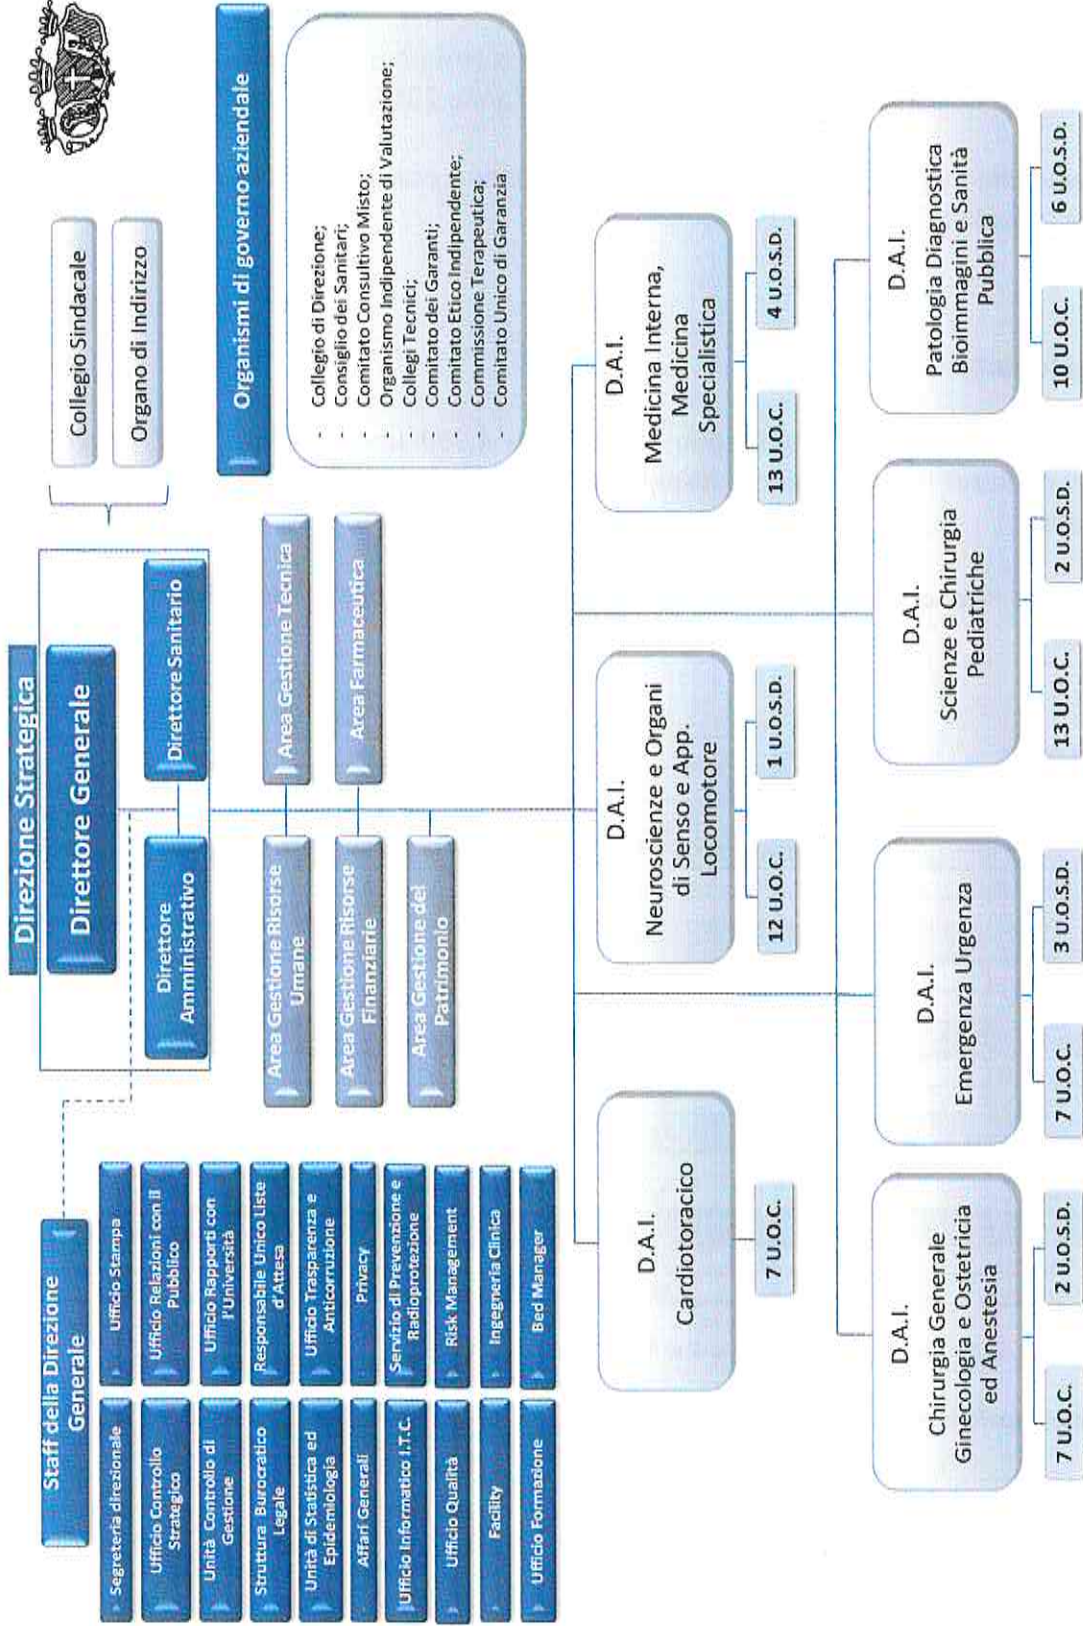 Direzione Strategica
Direttore Generale
Direttore
Amministrativo
Direttore Sanitario
Collegio Sindacale
Organo di Indirizzo
Staff della Direzione
Generale
Segreteria direzionale
Ufficio Stampa
Ufficio Controllo
Strategico
Ufficio Relazioni con il
Pubblico
Unità Controllo di
Gestione
Ufficio Rapporti con
l'Università
Struttura Burocratico
Legale
Responsabile Unico Liste
d'Attesa
Unità di Statistica ed
Epidemiologia
Ufficio Trasparenza e
Anticorruzione
Affari Generali
Privacy
Ufficio Informatico I.T.C.
Servizio di Prevenzione e
Radioprotezione
Ufficio Qualità
Risk Management
Facility
Ingegneria Clinica
Ufficio Formazione
Bed Manager
Area Gestione Risorse
Umane
Area Gestione Tecnica
Area Gestione Risorse
Finanziarie
Area Farmaceutica
Area Gestione del
Patrimonio
Organismi di governo aziendale
- Collegio di Direzione;
- Consiglio dei Sanitari;
- Comitato Consultivo Misto;
- Organismo Indipendente di Valutazione;
- Collegi Tecnici;
- Comitato dei Garanti;
- Comitato Etico Indipendente;
- Commissione Terapeutica;
- Comitato Unico di Garanzia
D.A.I.
Cardiotoracico
7 U.O.C.
D.A.I.
Neuroscienze e Organi
di Senso e App.
Locomotore
12 U.O.C.
1 U.O.S.D.
D.A.I.
Medicina Interna,
Medicina
Specialistica
13 U.O.C.
4 U.O.S.D.
D.A.I.
Chirurgia Generale
Ginecologia e Ostetricia
ed Anestesia
7 U.O.C.
2 U.O.S.D.
D.A.I.
Emergenza Urgenza
7 U.O.C.
3 U.O.S.D.
D.A.I.
Scienze e Chirurgia
Pediatriche
13 U.O.C.
2 U.O.S.D.
D.A.I.
Patologia Diagnostica
Bioimmagini e Sanità
Pubblica
10 U.O.C.
6 U.O.S.D.